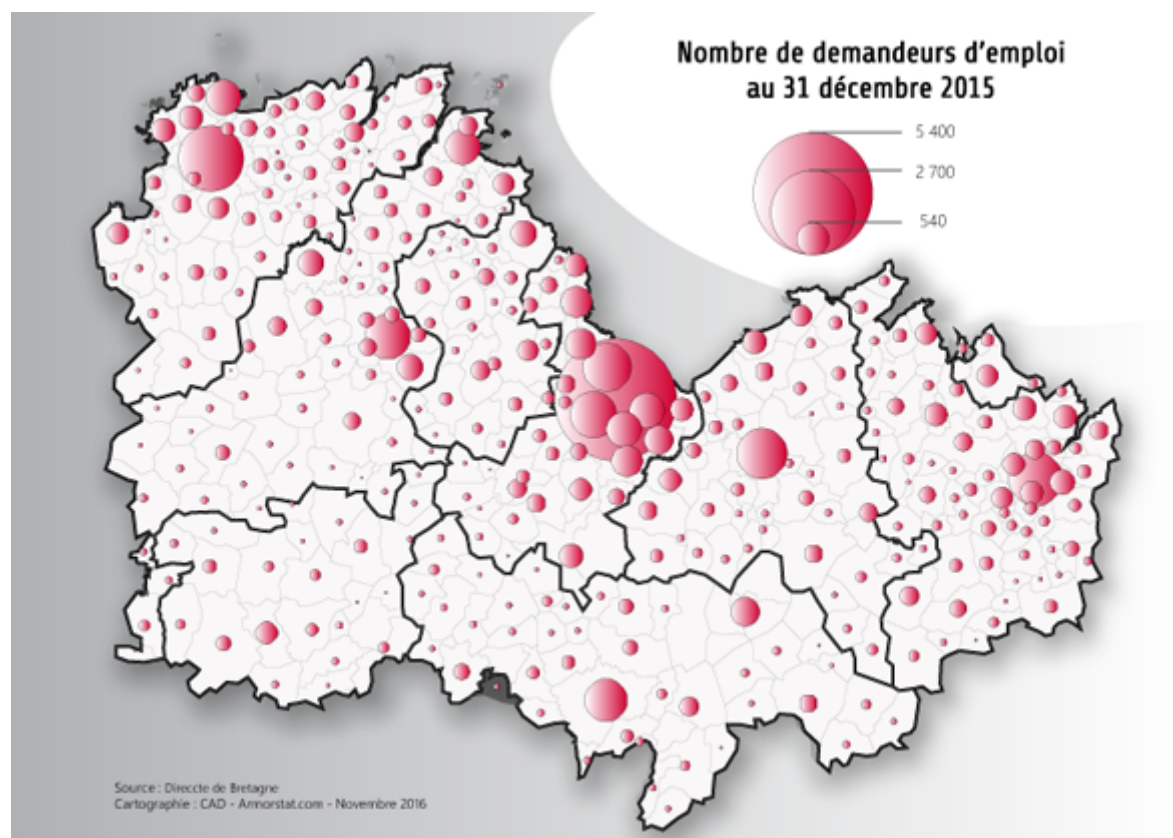 Nombre de demandeurs d'emploi
au 31 décembre 2015
5 400
2 700
540
Source : Direccte de Bretagne
Cartographie : CAD - Armorstat.com - Novembre 2016